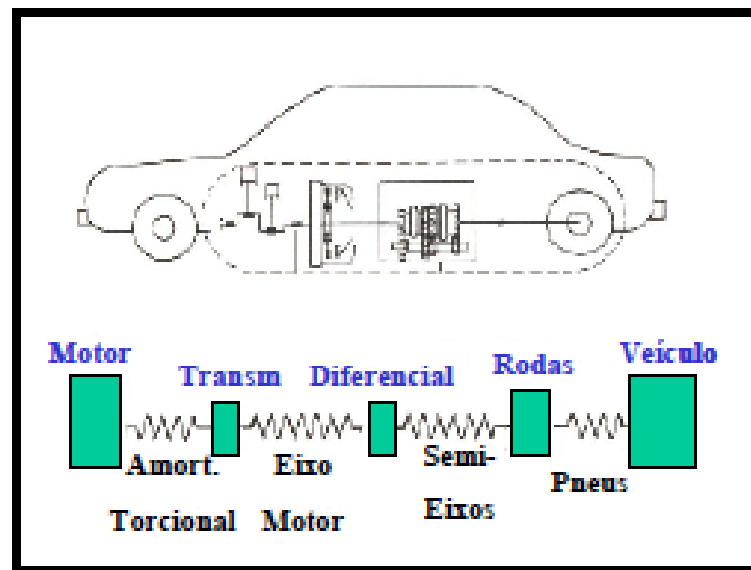 Motor
Transm
Diferencial
Rodas
Veículo
Amort.
Torcional
Eixo
Motor
Semi-
Eixos
Pneus